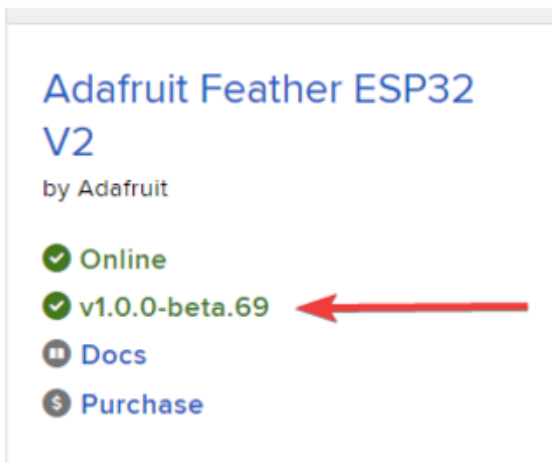 Adafruit Feather ESP32
V2
by Adafruit
Online
v1.0.0-beta.69
Docs
$ Purchase